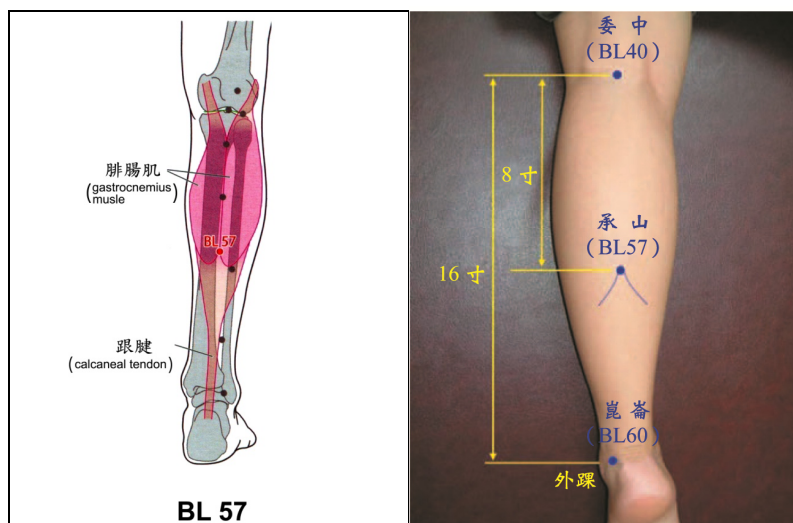 腓腸肌
(gastrocnemius
musle)
BL 57
跟腱
(calcaneal tendon)
BL 57
委中
(BL40)
8 寸
承山
(BL57)
16 寸
崑崙
(BL60)
外踝